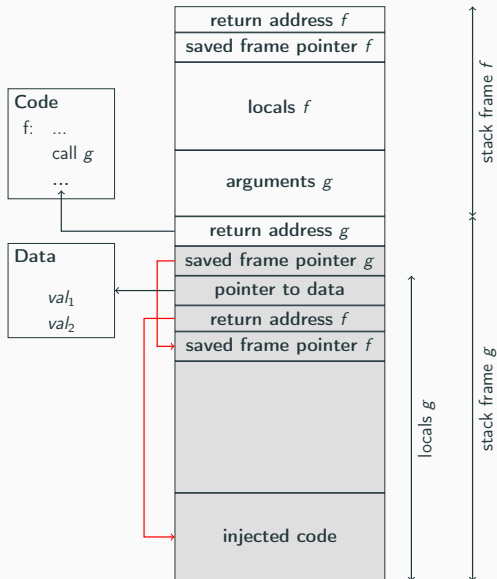 return address f
saved frame pointer f
locals f
arguments g
return address g
saved frame pointer g
pointer to data
return address f
saved frame pointer f
injected code
Code
f: ...
call g
...
Data
val1
val2
stack frame f
stack frame g
locals g